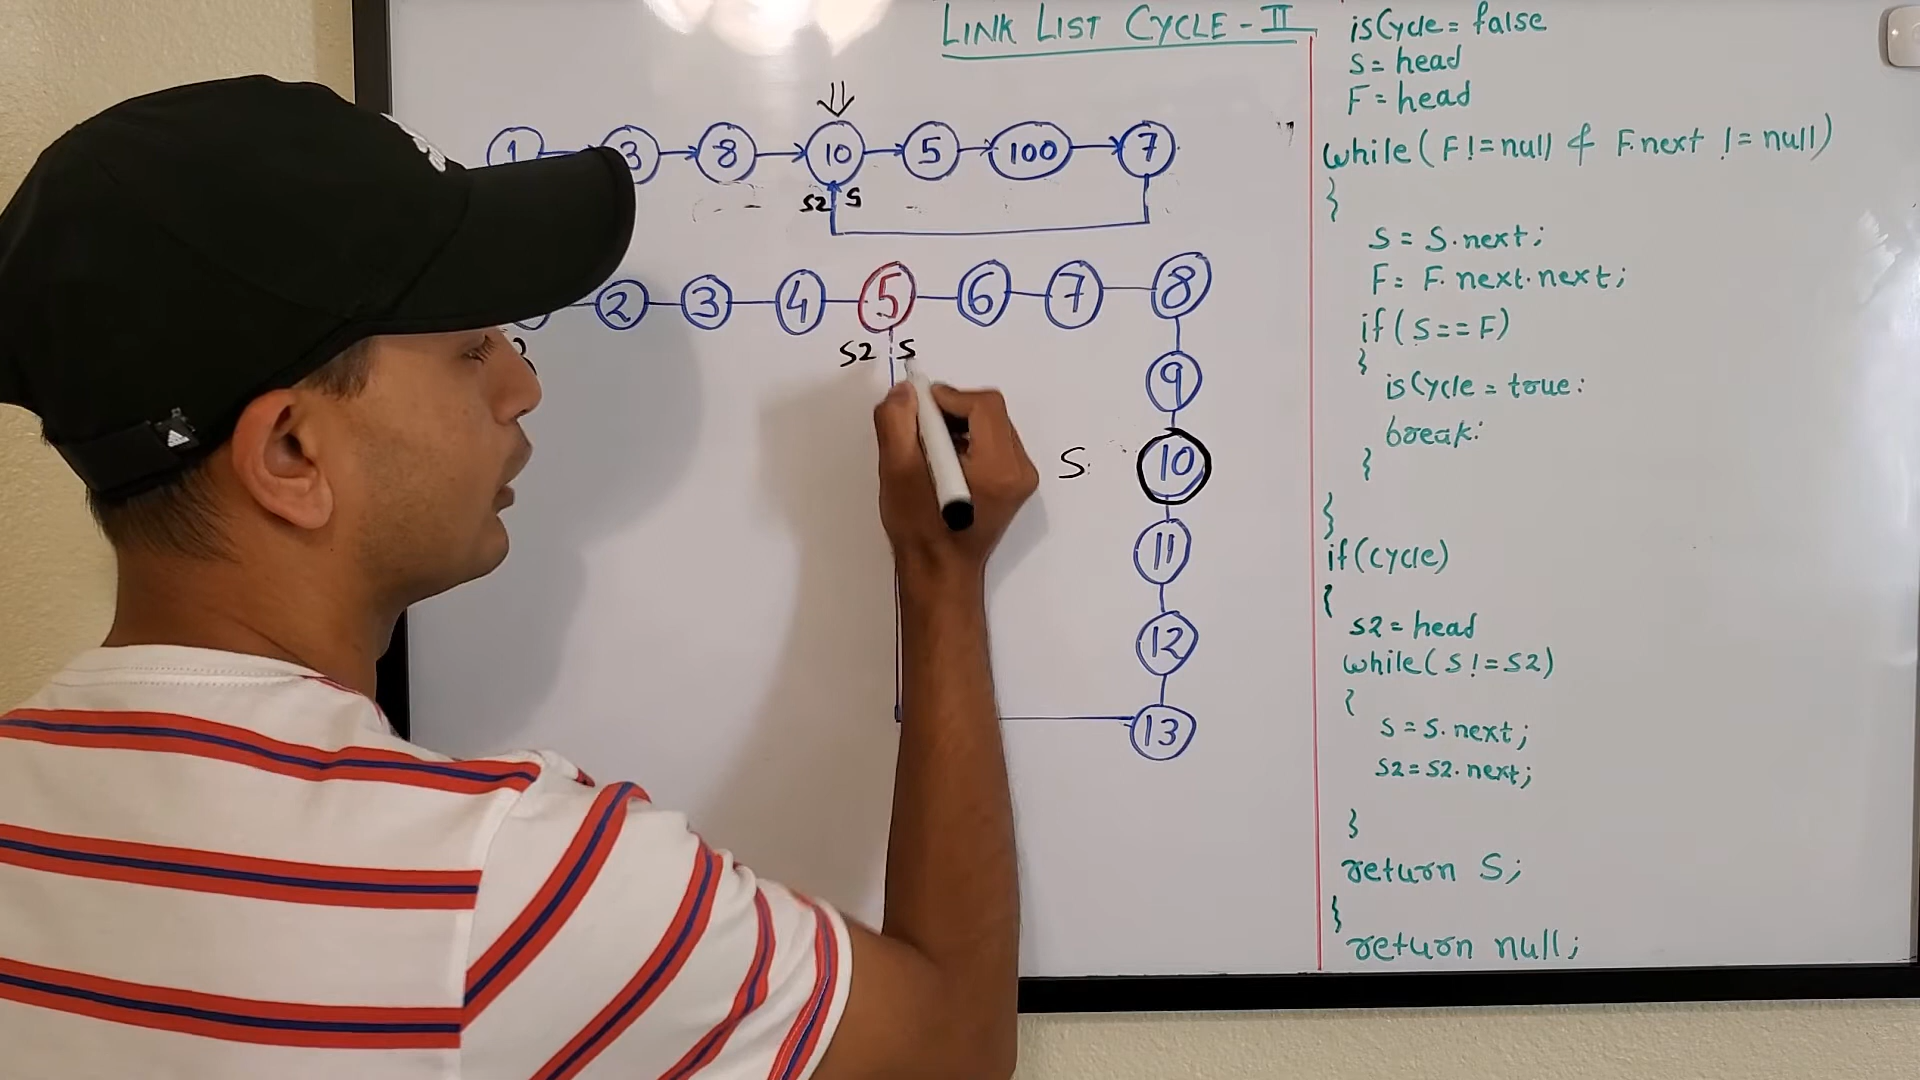 LINK LIST CYCLE - II
1 3 8 10 5 100 7
S2 S
2 3 4 5 6 7 8
S2 S
9
S 10
11
12
13
isCycle = false
S = head
F = head
while ( F != null & F.next != null)
{
S = S.next;
F = F.next.next;
if ( S == F)
{
isCycle = true:
break:
}
}
if (cycle)
{
S2 = head
while ( S != S2)
{
S = S.next;
S2 = S2.next;
}
return S;
}
return null;